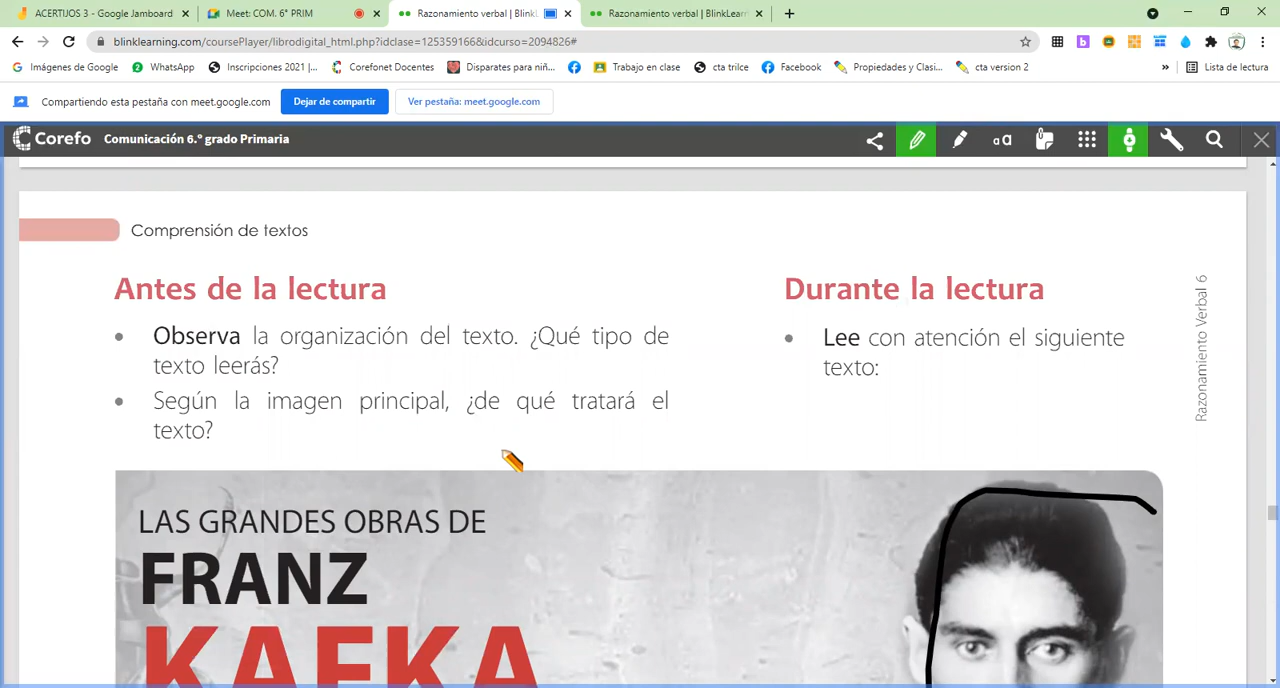 ACERTIJOS 3 - Google Jamboard
Meet: COM. 6° PRIM
Razonamiento verbal | BlinkL
Razonamiento verbal | BlinkLearn
blinklearning.com/coursePlayer/librodigital_html.php?idclase=125359166&idcurso=2094826#
Imágenes de Google
WhatsApp
Inscripciones 2021 |...
Corefonet Docentes
Disparates para niñ...
Trabajo en clase
cta trilce
Facebook
Propiedades y Clasi...
cta version 2
»
Lista de lectura
Compartiendo esta pestaña con meet.google.com
Dejar de compartir
Ver pestaña: meet.google.com
Corefo
Comunicación 6.º grado Primaria
aa
Comprensión de textos
Antes de la lectura
• Observa la organización del texto. ¿Qué tipo de
texto leerás?
• Según la imagen principal, ¿de qué tratará el
texto?
Durante la lectura
• Lee con atención el siguiente
texto:
Razonamiento Verbal 6
LAS GRANDES OBRAS DE
FRANZ
KAFKA